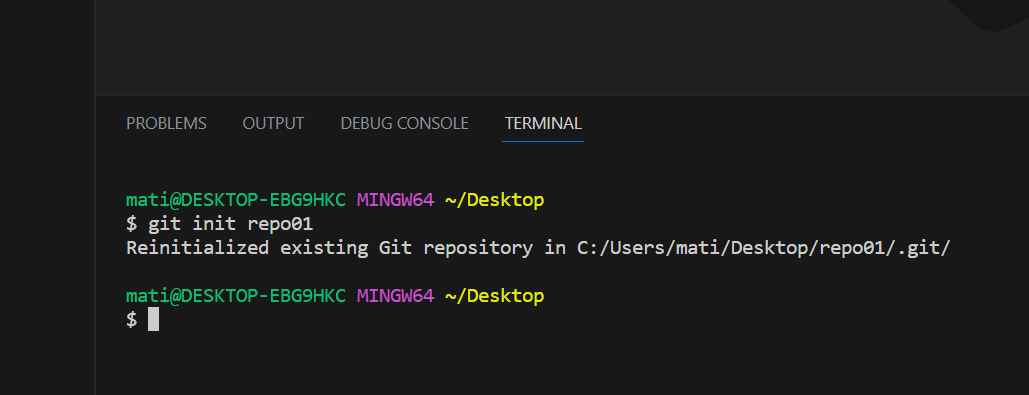 PROBLEMS OUTPUT DEBUG CONSOLE TERMINAL
mati@DESKTOP-EBG9HKC MINGW64 ~/Desktop
$ git init repo01
Reinitialized existing Git repository in C:/Users/mati/Desktop/repo01/.git/
mati@DESKTOP-EBG9HKC MINGW64 ~/Desktop
$